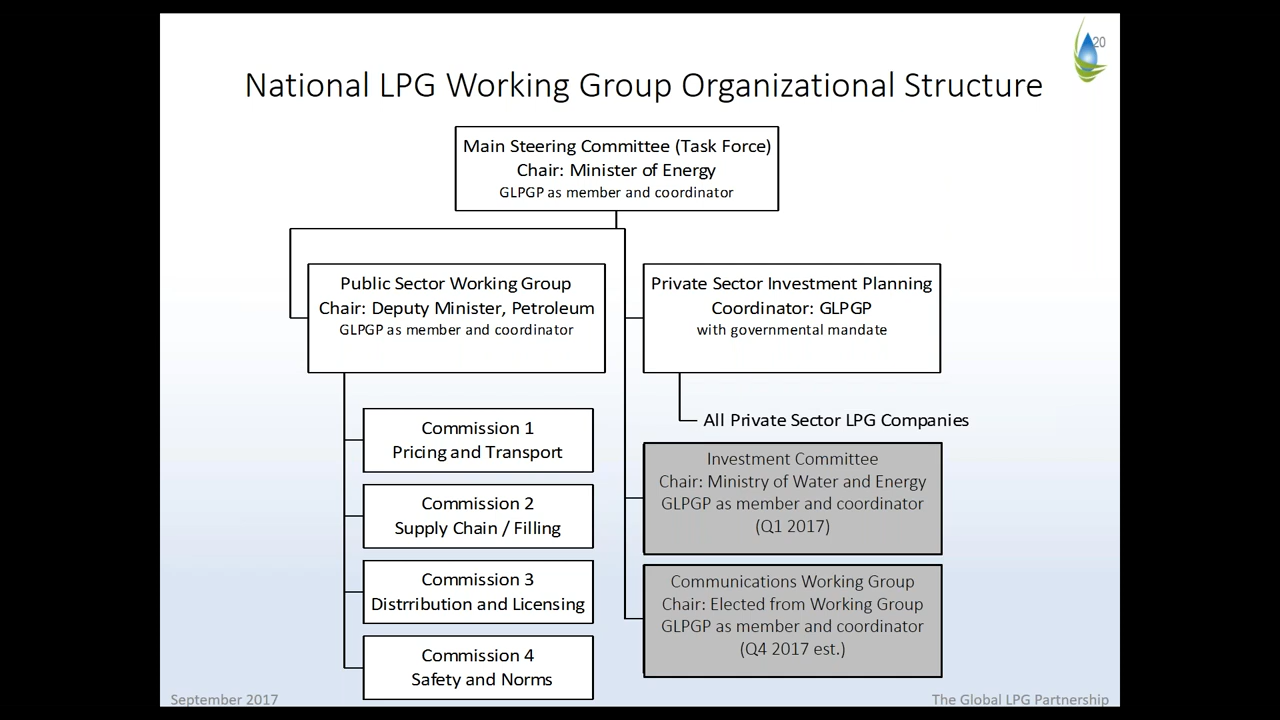 20
National LPG Working Group Organizational Structure
Main Steering Committee (Task Force)
Chair: Minister of Energy
GLPGP as member and coordinator
Public Sector Working Group
Chair: Deputy Minister, Petroleum
GLPGP as member and coordinator
Private Sector Investment Planning
Coordinator: GLPGP
with governmental mandate
Commission 1
Pricing and Transport
Commission 2
Supply Chain / Filling
Commission 3
Distrribution and Licensing
Commission 4
Safety and Norms
All Private Sector LPG Companies
Investment Committee
Chair: Ministry of Water and Energy
GLPGP as member and coordinator
(Q1 2017)
Communications Working Group
Chair: Elected from Working Group
GLPGP as member and coordinator
(Q4 2017 est.)
September 2017
The Global LPG Partnership